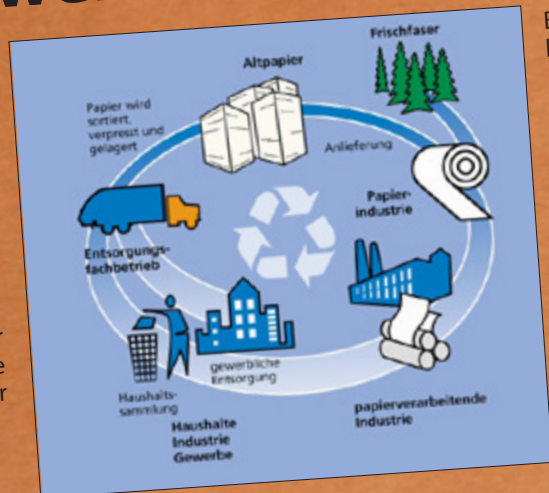 Frischfaser
Altpapier
Papier wird
sortiert,
verpresst und
gelagert
Anlieferung
Papier-
industrie
Entsorgungs-
fachbetrieb
gewerbliche
Entsorgung
Haushalts-
sammlung
Haushalte
Industrie
Gewerbe
papierverarbeitende
Industrie